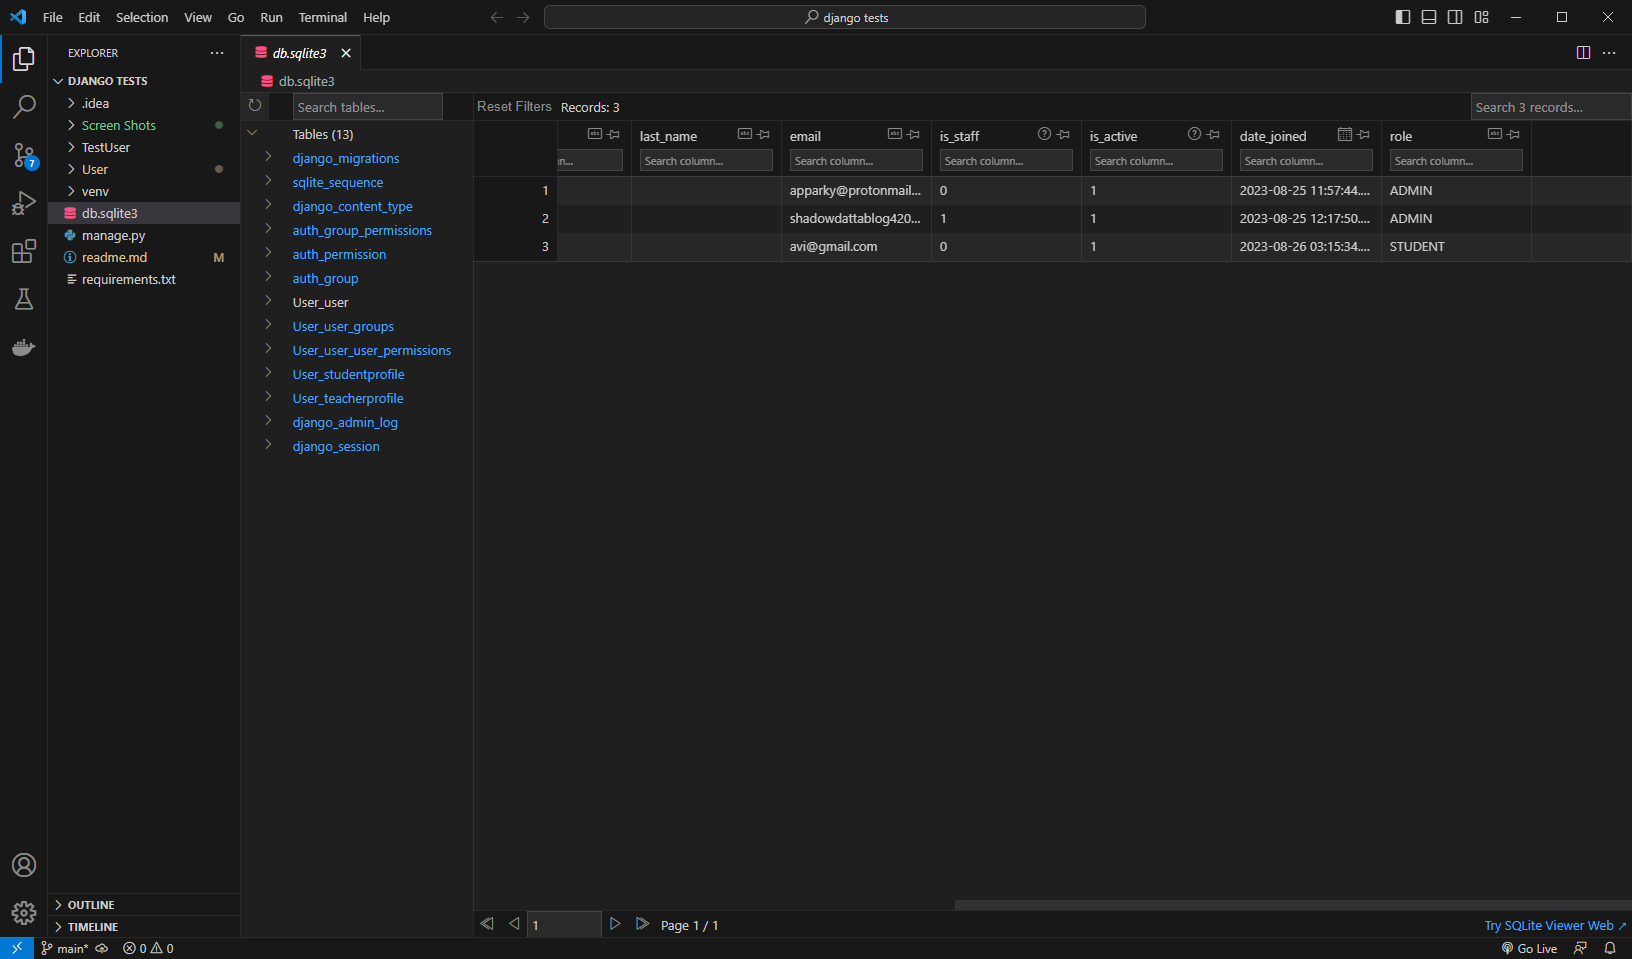 File Edit Selection View Go Run Terminal Help
django tests
EXPLORER
DJANGO TESTS
.idea
Screen Shots
TestUser
User
venv
db.sqlite3
manage.py
readme.md M
requirements.txt
OUTLINE
TIMELINE
7
db.sqlite3
db.sqlite3
Search tables...
Tables (13)
django_migrations
sqlite_sequence
django_content_type
auth_group_permissions
auth_permission
auth_group
User_user
User_user_groups
User_user_user_permissions
User_studentprofile
User_teacherprofile
django_admin_log
django_session
Reset Filters Records: 3 Search 3 records...
last_name email is_staff is_active date_joined role
n... Search column... Search column... Search column... Search column... Search column... Search column...
1 apparky@protonmail... 0 1 2023-08-25 11:57:44.... ADMIN
2 shadowdattablog420... 1 1 2023-08-25 12:17:50.... ADMIN
3 avi@gmail.com 0 1 2023-08-26 03:15:34.... STUDENT
1 Page 1 / 1 Try SQLite Viewer Web
main* 0 0 Go Live